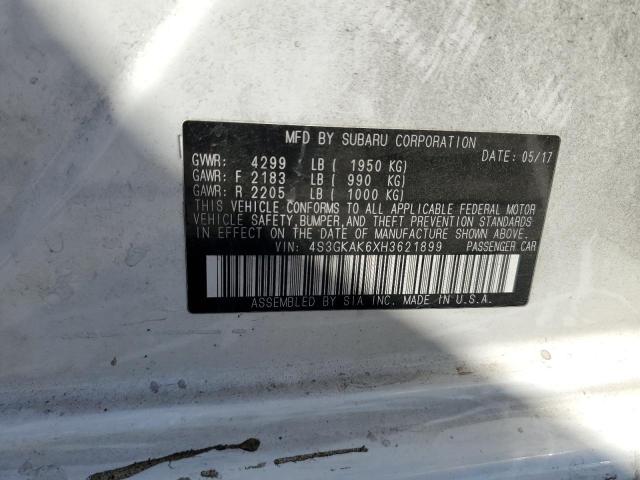 MFD BY SUBARU CORPORATION
GVWR: 4299 LB ( 1950 KG) DATE: 05/17
GAWR: F 2183 LB ( 990 KG)
GAWR: R 2205 LB ( 1000 KG)
THIS VEHICLE CONFORMS TO ALL APPLICABLE FEDERAL MOTOR
VEHICLE SAFETY, BUMPER, AND THEFT PREVENTION STANDARDS
IN EFFECT ON THE DATE OF MANUFACTURE SHOWN ABOVE.
VIN: 4S3GKAK6XH3621899 PASSENGER CAR
ASSEMBLED BY SIA INC. MADE IN U.S.A.